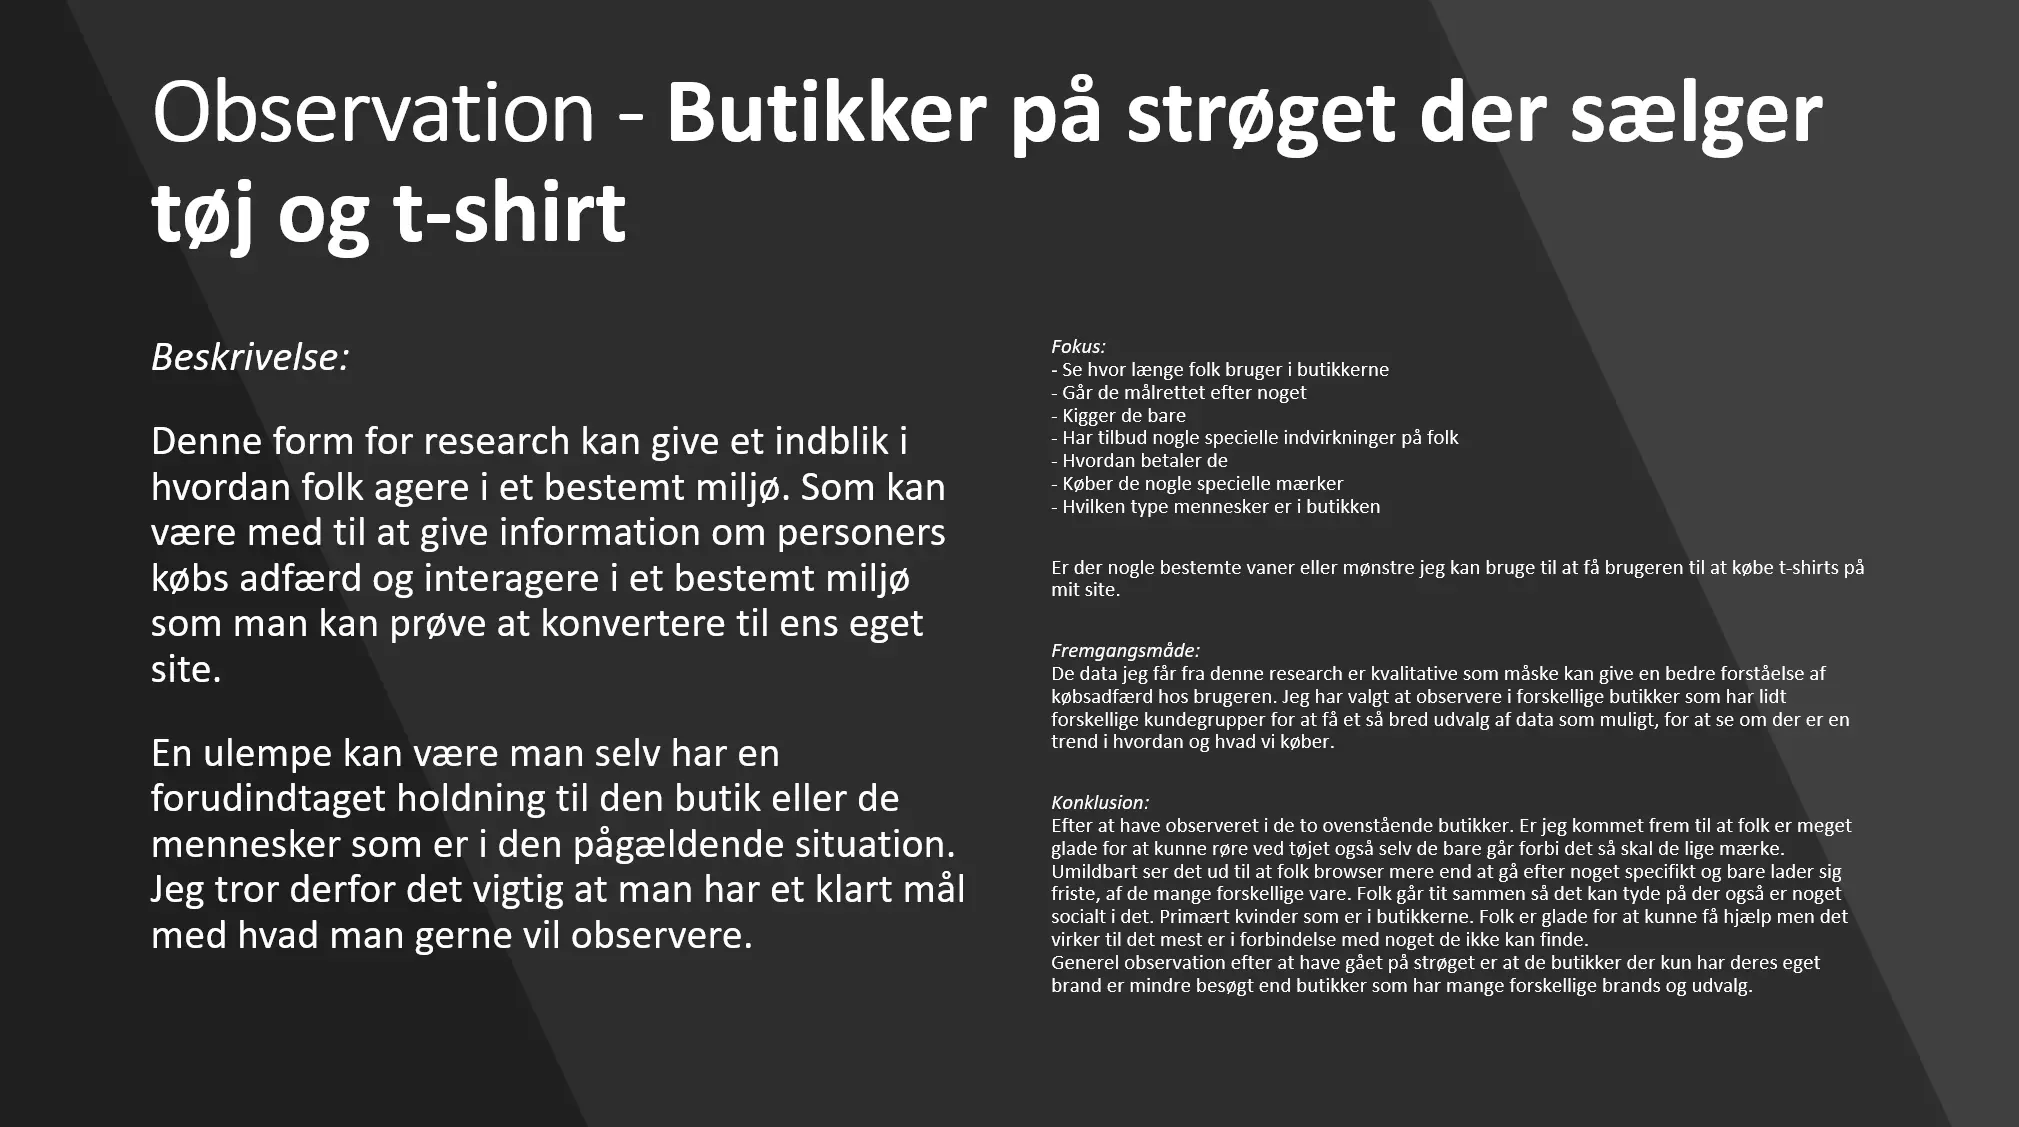 Observation - Butikker på strøget der sælger
tøj og t-shirt
Beskrivelse:
Denne form for research kan give et indblik i
hvordan folk agere i et bestemt miljø. Som kan
være med til at give information om personers
købs adfærd og interagere i et bestemt miljø
som man kan prøve at konvertere til ens eget
site.
En ulempe kan være man selv har en
forudindtaget holdning til den butik eller de
mennesker som er i den pågældende situation.
Jeg tror derfor det vigtig at man har et klart mål
med hvad man gerne vil observere.
Fokus:
- Se hvor længe folk bruger i butikkerne
- Går de målrettet efter noget
- Kigger de bare
- Har tilbud nogle specielle indvirkninger på folk
- Hvordan betaler de
- Køber de nogle specielle mærker
- Hvilken type mennesker er i butikken
Er der nogle bestemte vaner eller mønstre jeg kan bruge til at få brugeren til at købe t-shirts på
mit site.
Fremgangsmåde:
De data jeg får fra denne research er kvalitative som måske kan give en bedre forståelse af
købsadfærd hos brugeren. Jeg har valgt at observere i forskellige butikker som har lidt
forskellige kundegrupper for at få et så bred udvalg af data som muligt, for at se om der er en
trend i hvordan og hvad vi køber.
Konklusion:
Efter at have observeret i de to ovenstående butikker. Er jeg kommet frem til at folk er meget
glade for at kunne røre ved tøjet også selv de bare går forbi det så skal de lige mærke.
Umildbart ser det ud til at folk browser mere end at gå efter noget specifikt og bare lader sig
friste, af de mange forskellige vare. Folk går tit sammen så det kan tyde på der også er noget
socialt i det. Primært kvinder som er i butikkerne. Folk er glade for at kunne få hjælp men det
virker til det mest er i forbindelse med noget de ikke kan finde.
Generel observation efter at have gået på strøget er at de butikker der kun har deres eget
brand er mindre besøgt end butikker som har mange forskellige brands og udvalg.